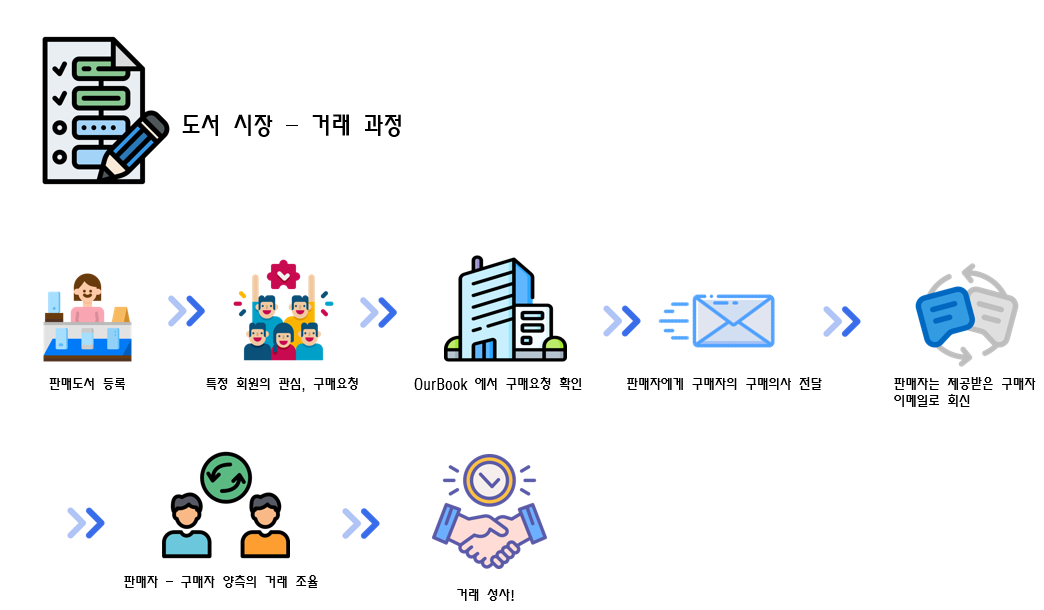 도서 시장 – 거래 과정
판매도서 등록
특정 회원의 관심, 구매요청
OurBook 에서 구매요청 확인
판매자에게 구매자의 구매의사 전달
판매자는 제공받은 구매자
이메일로 회신
판매자 – 구매자 양측의 거래 조율
거래 성사!